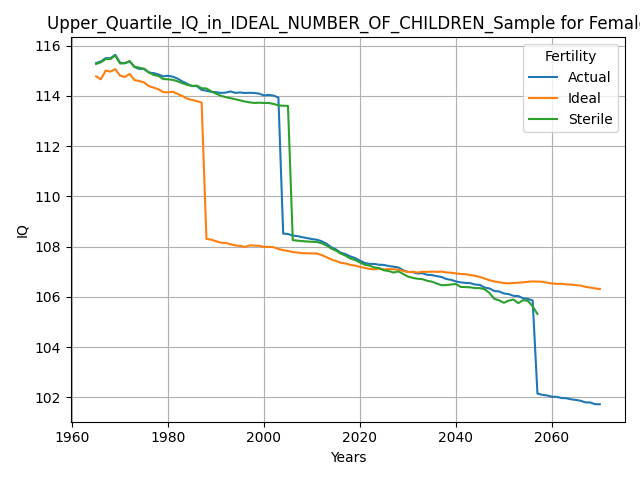 Upper_Quartile_IQ_in_IDEAL_NUMBER_OF_CHILDREN_Sample for Female
Fertility
Actual
Ideal
Sterile
116
114
112
110
108
106
104
102
IQ
1960
1980
2000
2020
2040
2060
Years